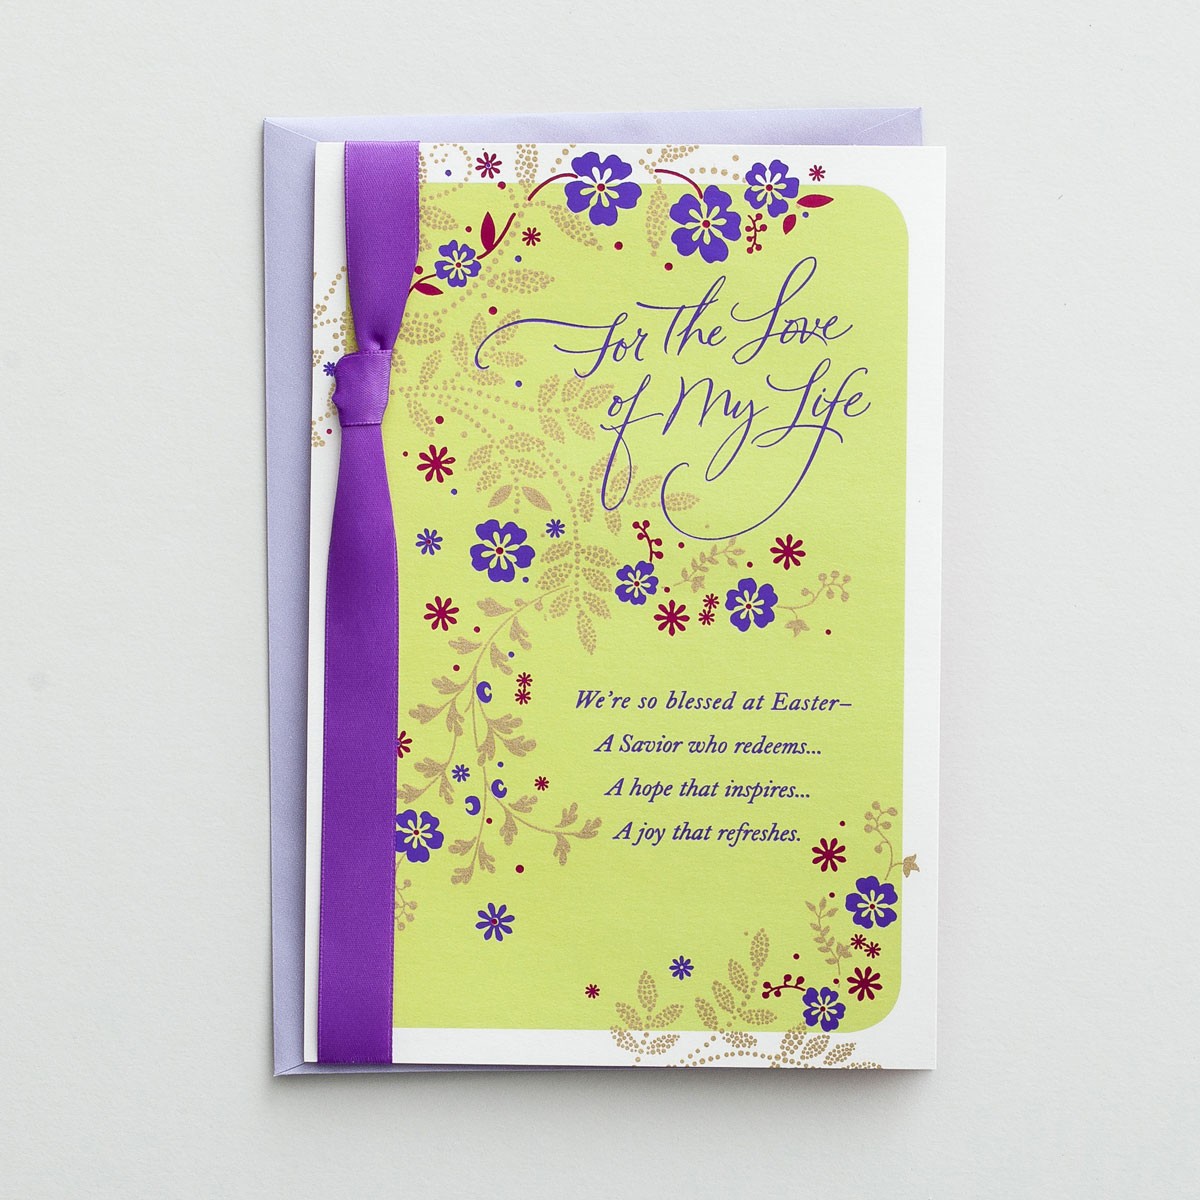 For the Love
of My Life
We're so blessed at Easter–
A Savior who redeems...
A hope that inspires...
A joy that refreshes.